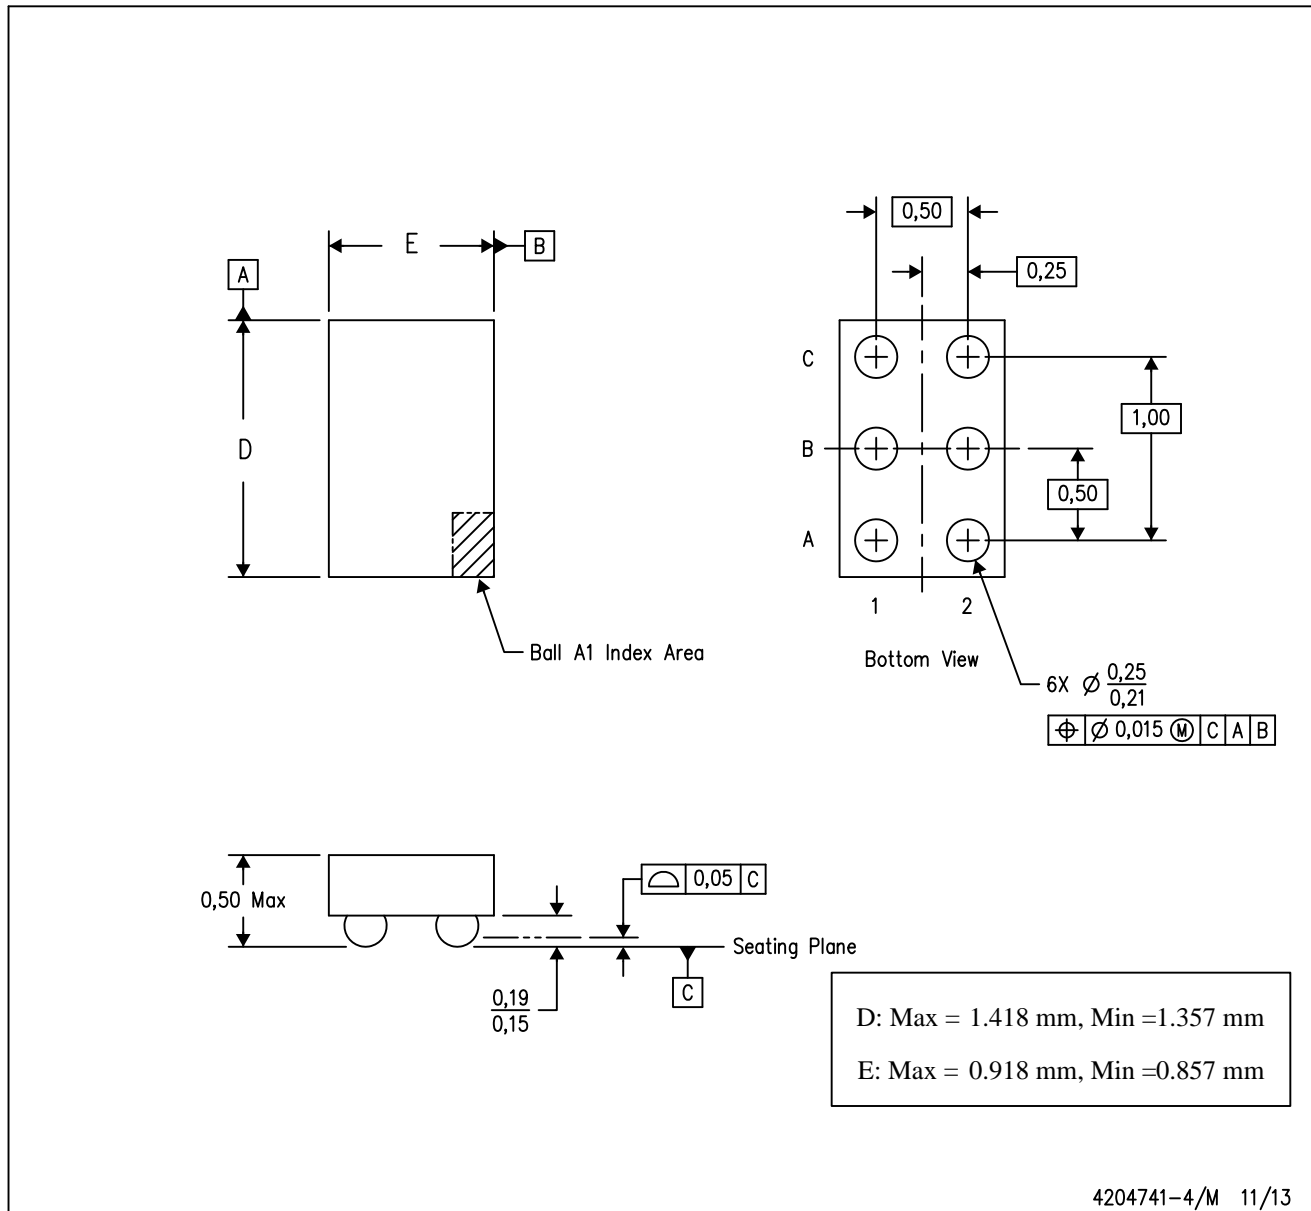 0,50
E
B
A
0,25
C
D
1,00
B
0,50
A
1 2
Ball A1 Index Area
Bottom View
6X Ø 0,25
0,21
⌖ Ø 0,015 Ⓜ C A B
0,50 Max
⌓ 0,05 C
Seating Plane
C
0,19
0,15
D: Max = 1.418 mm, Min =1.357 mm
E: Max = 0.918 mm, Min =0.857 mm
4204741-4/M 11/13